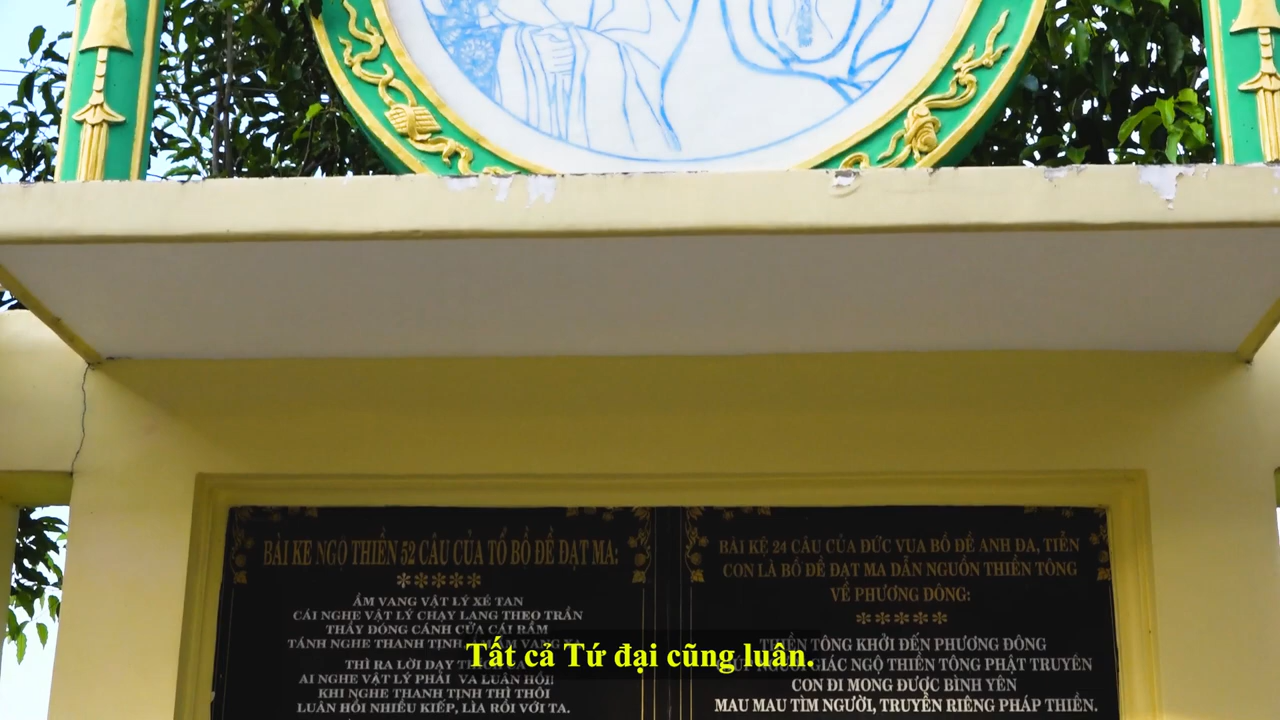 BÀI KỆ NGỘ THIỀN 52 CÂU CỦA TỔ BỒ ĐỀ ĐẠT MA:
*****
ẦM VANG VẬT LÝ XÉ TAN
CÁI NGHE VẬT LÝ CHẠY LANG THEO TRẦN
THẤY DÓNG CÁNH CỬA CÁI RẦM
TÁNH NGHE THANH TỊNH,
THÌ RA LỜI DẠY
AI NGHE VẬT LÝ PHẢI VA LUÂN HỒI!
KHI NGHE THANH TỊNH THÌ THÔI
LUÂN HỒI NHIỀU KIẾP, LÌA RỒI VỚI TA.
BÀI KỆ 24 CÂU CỦA ĐỨC VUA BỒ ĐỀ ANH ĐA, TIỄN
CON LÀ BỒ ĐỀ ĐẠT MA DẪN NGUỒN THIỀN TÔNG
VỀ PHƯƠNG ĐÔNG:
*****
THIỀN TÔNG KHỞI ĐẾN PHƯƠNG ĐÔNG
NGƯỜI GIÁC NGỘ THIỀN TÔNG PHẬT TRUYỀN
CON ĐI MONG ĐƯỢC BÌNH YÊN
MAU MAU TÌM NGƯỜI, TRUYỀN RIÊNG PHÁP THIỀN.
Tất cả Tứ đại cũng luân.